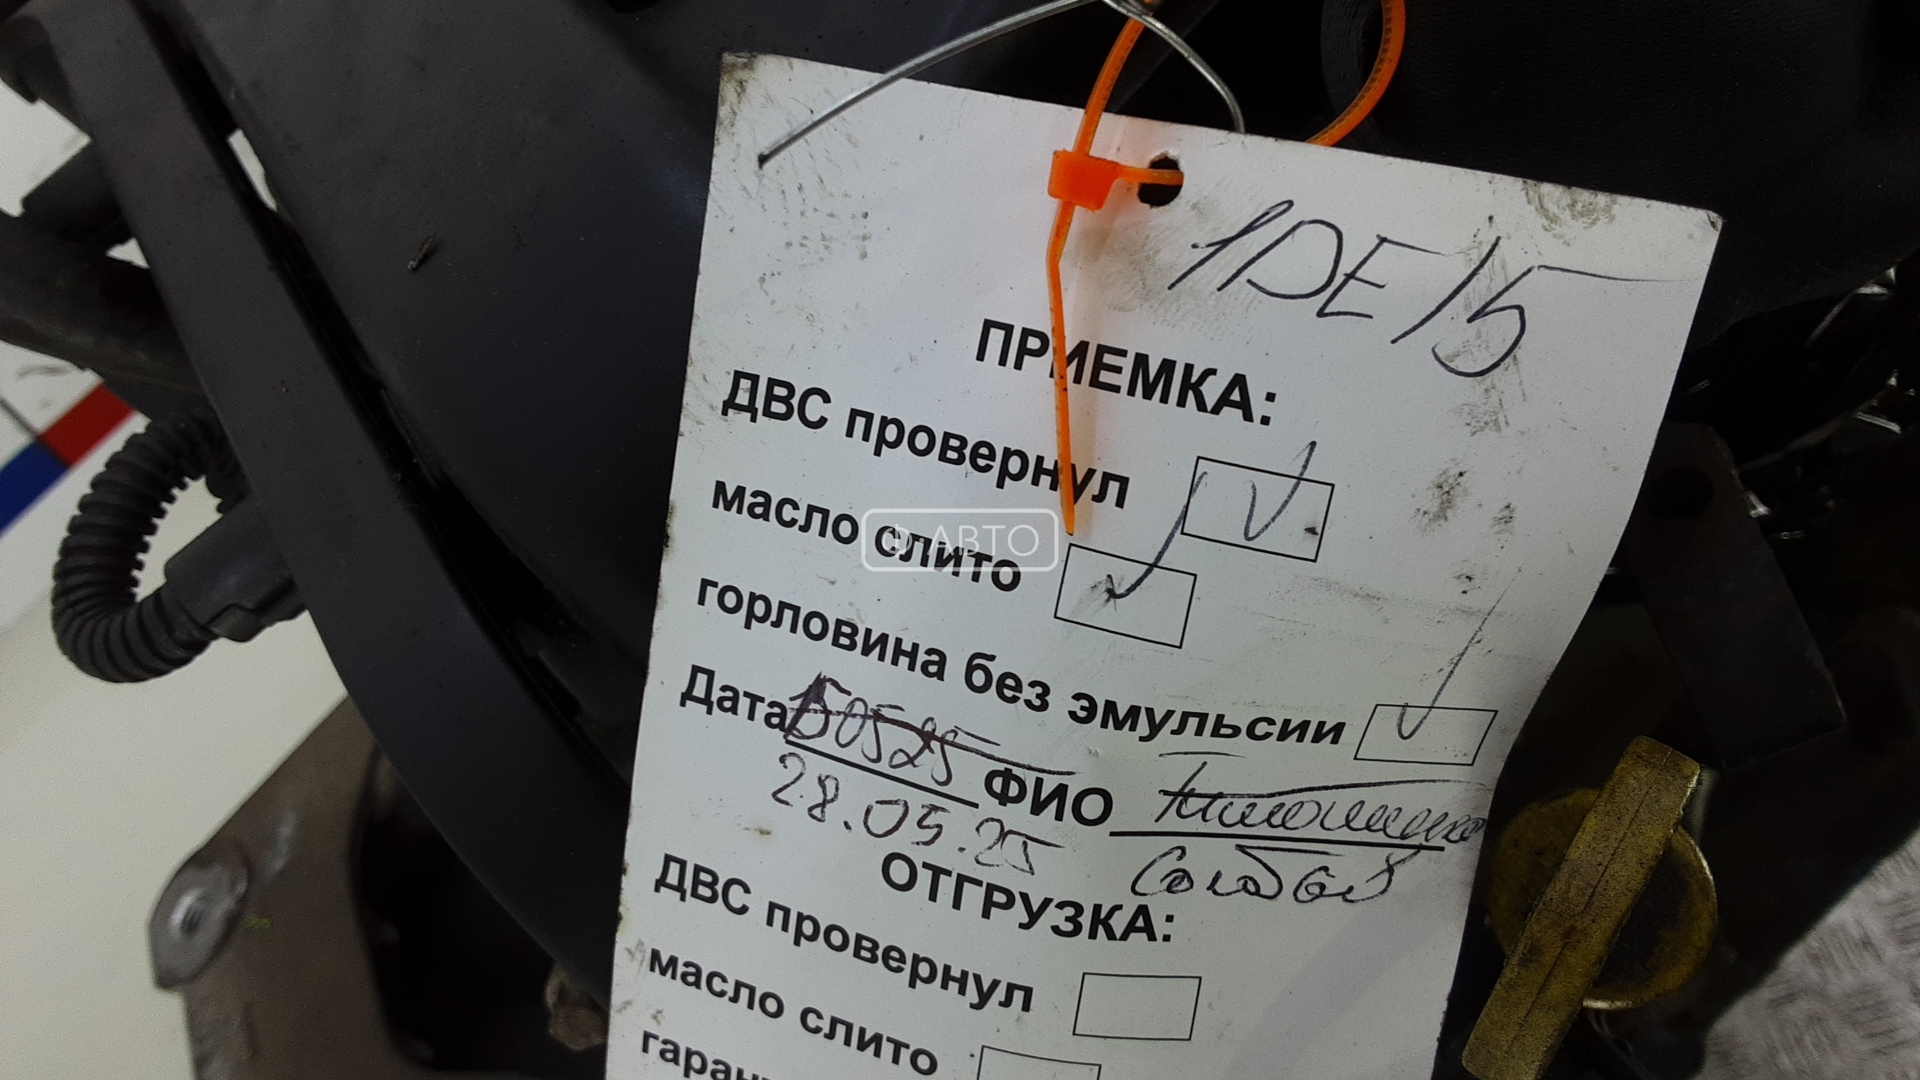 1DE15
ПРИЕМКА:
ДВС провернул
масло слито
Ф АВТО
горловина без эмульсии
Дата 150525 ФИО
28.05.25
ОТГРУЗКА:
ДВС провернул
масло слито